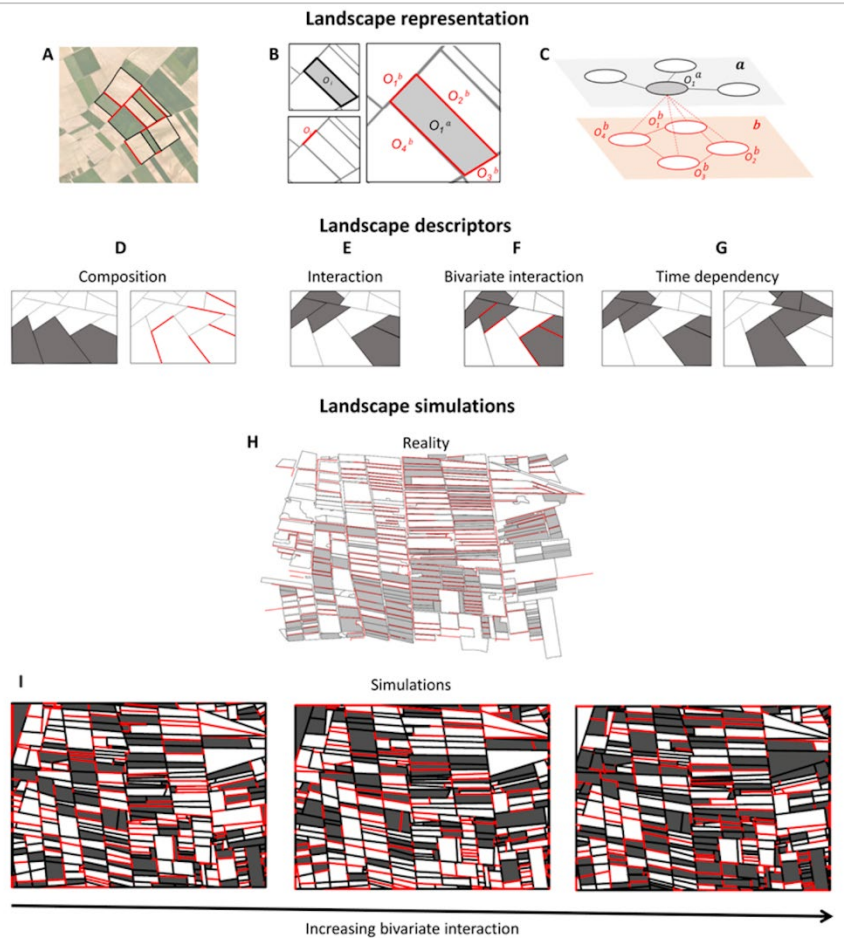 Landscape representation
A
B
C
O₁
O
O₁ᵇ
O₂ᵇ
O₁ᵃ
O₄ᵇ
O₃ᵇ
a
O₁ᵃ
b
O₁ᵇ
O₄ᵇ
O₂ᵇ
O₃ᵇ
Landscape descriptors
D E F G
Composition Interaction Bivariate interaction Time dependency
Landscape simulations
H
Reality
I
Simulations
Increasing bivariate interaction